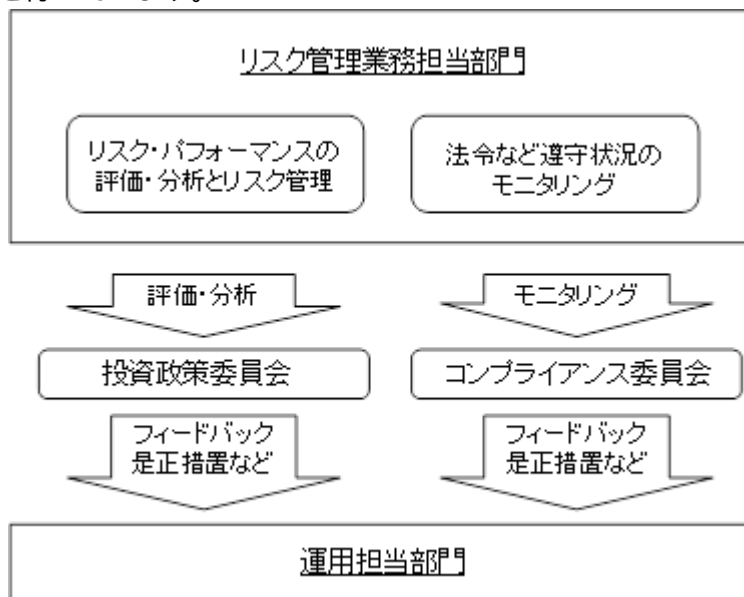 リスク管理業務担当部門
リスク・パフォーマンスの
評価・分析とリスク管理
法令など遵守状況の
モニタリング
評価・分析
モニタリング
投資政策委員会
コンプライアンス委員会
フィードバック
是正措置など
フィードバック
是正措置など
運用担当部門